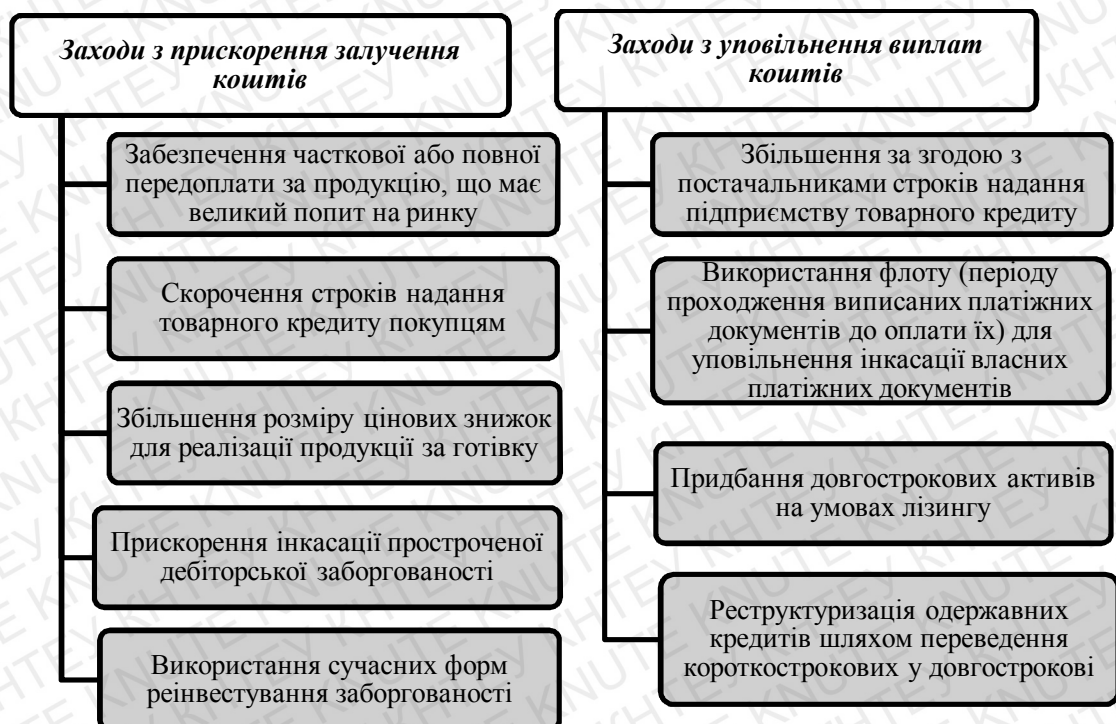 Заходи з прискорення залучення
коштів
Забезпечення часткової або повної
передоплати за продукцію, що має
великий попит на ринку
Скорочення строків надання
товарного кредиту покупцям
Збільшення розміру цінових знижок
для реалізації продукції за готівку
Прискорення інкасації простроченої
дебіторської заборгованості
Використання сучасних форм
реінвестування заборгованості
Заходи з уповільнення виплат
коштів
Збільшення за згодою з
постачальниками строків надання
підприємству товарного кредиту
Використання флоту (періоду
проходження виписаних платіжних
документів до оплати їх) для
уповільнення інкасації власних
платіжних документів
Придбання довгострокових активів
на умовах лізингу
Реструктуризація одержавних
кредитів шляхом переведення
короткострокових у довгострокові